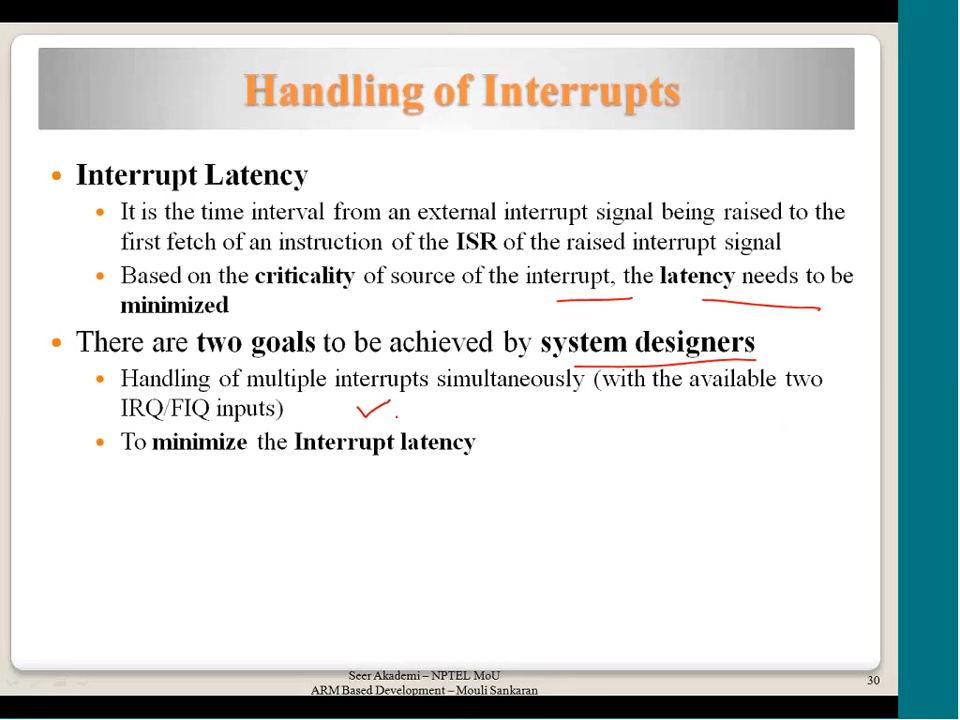 Handling of Interrupts
• Interrupt Latency
• It is the time interval from an external interrupt signal being raised to the
first fetch of an instruction of the ISR of the raised interrupt signal
• Based on the criticality of source of the interrupt, the latency needs to be
minimized
• There are two goals to be achieved by system designers
• Handling of multiple interrupts simultaneously (with the available two
IRQ/FIQ inputs)
• To minimize the Interrupt latency
Seer Akademi – NPTEL MoU
ARM Based Development – Mouli Sankaran
30